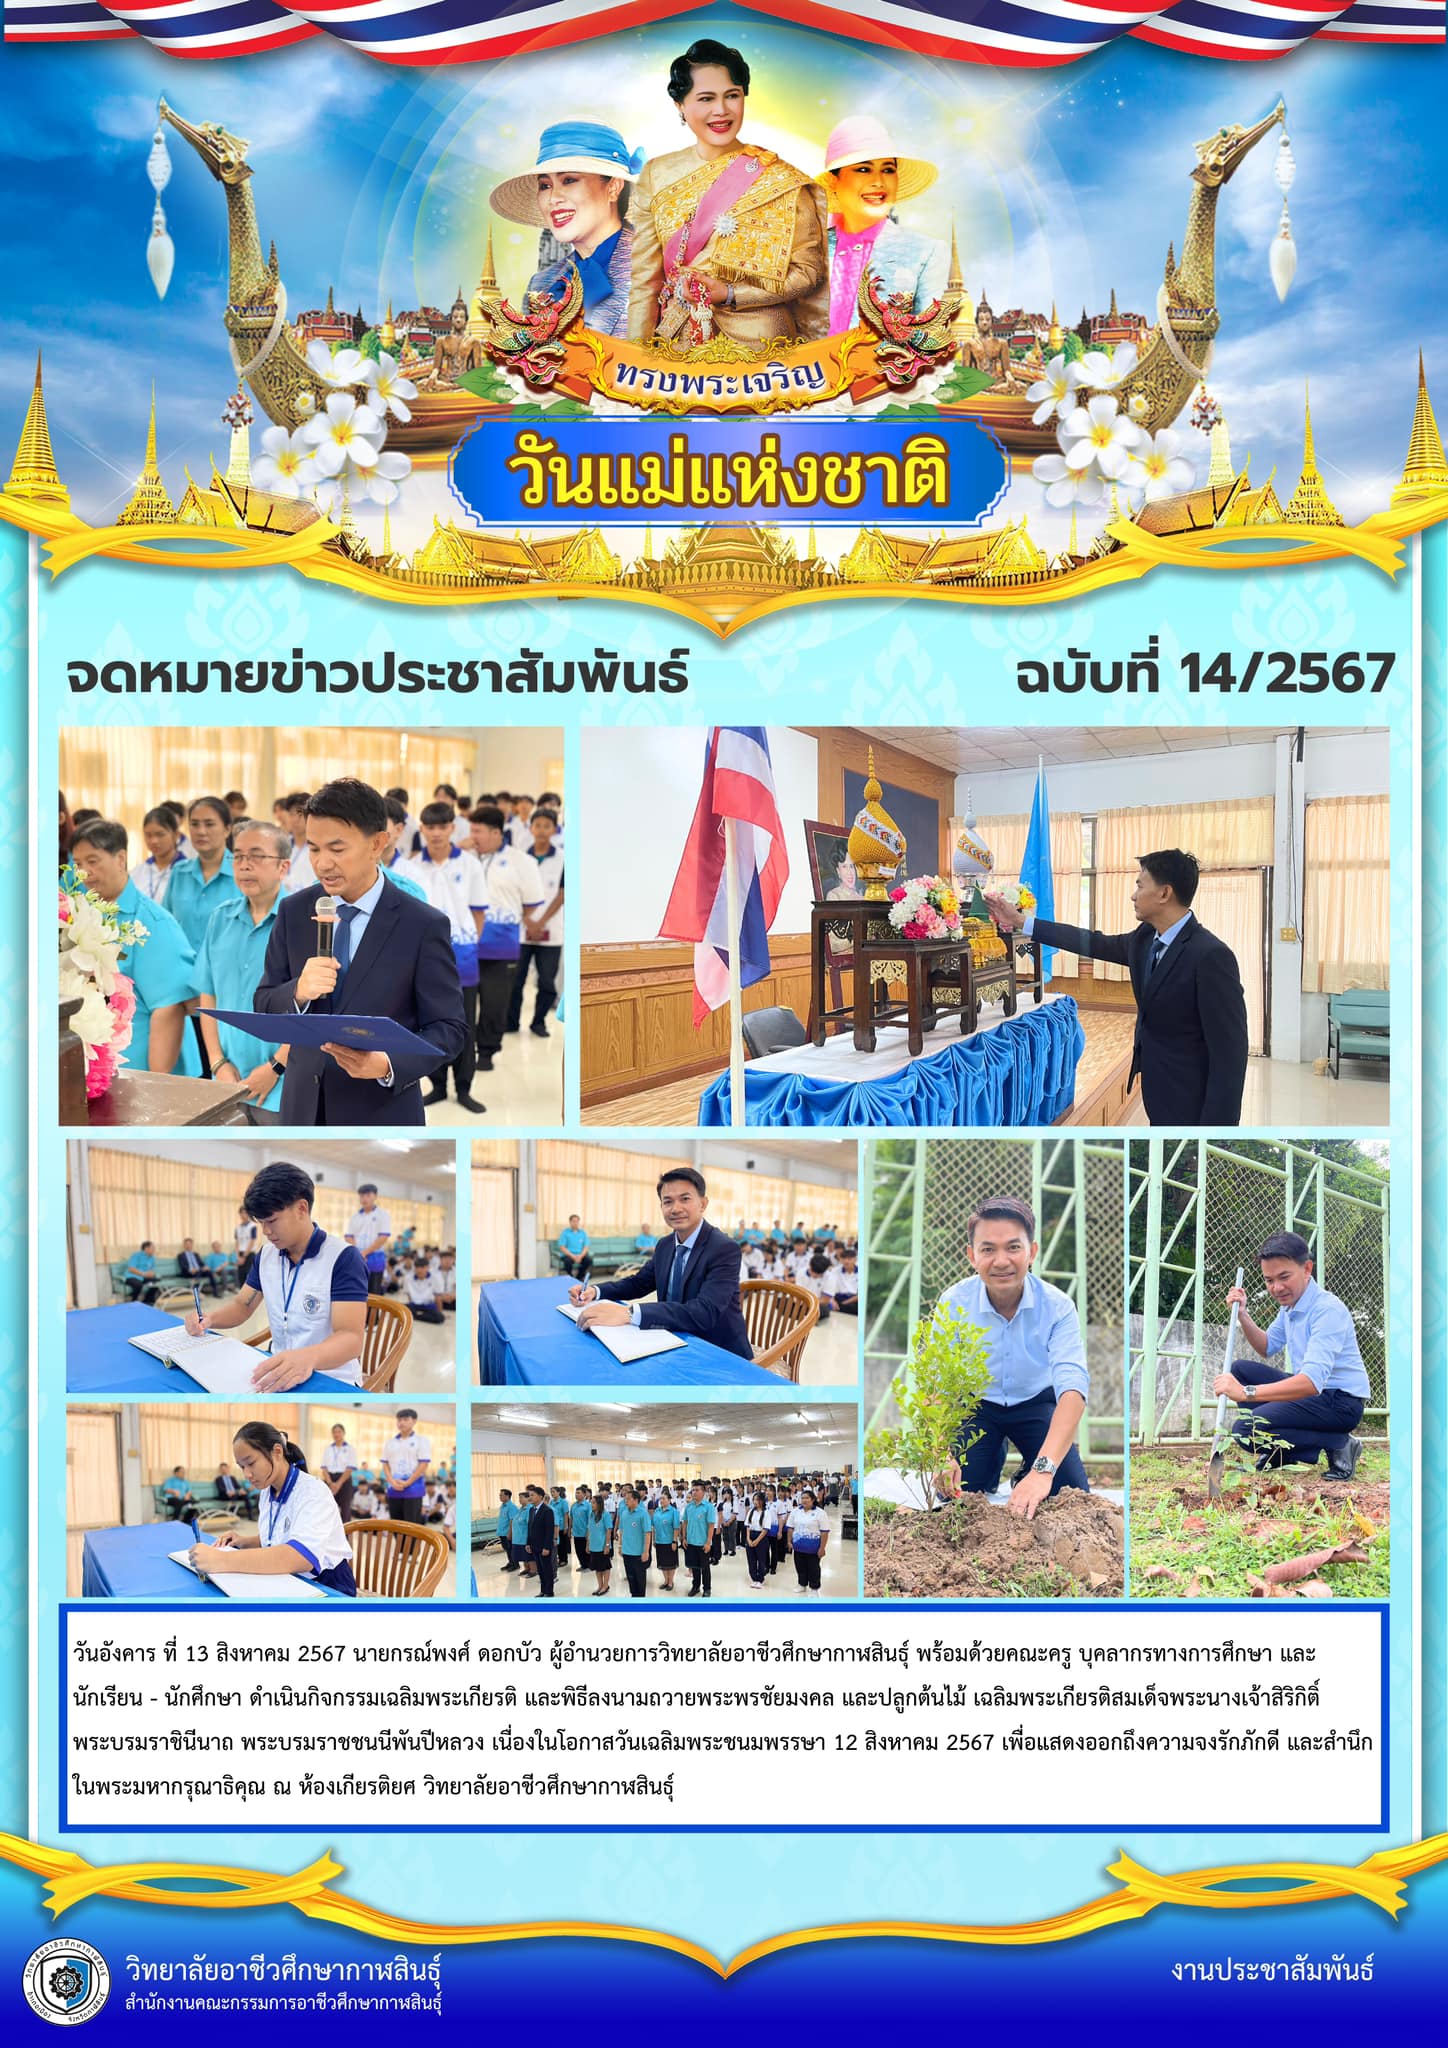 ทรงพระเจริญ
วันแม่แห่งชาติ
จดหมายข่าวประชาสัมพันธ์ ฉบับที่ 14/2567
วันอังคาร ที่ 13 สิงหาคม 2567 นายกรณ์พงศ์ ดอกบัว ผู้อำนวยการวิทยาลัยอาชีวศึกษากาฬสินธุ์ พร้อมด้วยคณะครู บุคลากรทางการศึกษา และ
นักเรียน - นักศึกษา ดำเนินกิจกรรมเฉลิมพระเกียรติ และพิธีลงนามถวายพระพรชัยมงคล และปลูกต้นไม้ เฉลิมพระเกียรติสมเด็จพระนางเจ้าสิริกิติ์
พระบรมราชินีนาถ พระบรมราชชนนีพันปีหลวง เนื่องในโอกาสวันเฉลิมพระชนมพรรษา 12 สิงหาคม 2567 เพื่อแสดงออกถึงความจงรักภักดี และสำนึก
ในพระมหากรุณาธิคุณ ณ ห้องเกียรติยศ วิทยาลัยอาชีวศึกษากาฬสินธุ์
วิทยาลัยอาชีวศึกษากาฬสินธุ์
สำนักงานคณะกรรมการอาชีวศึกษากาฬสินธุ์
งานประชาสัมพันธ์